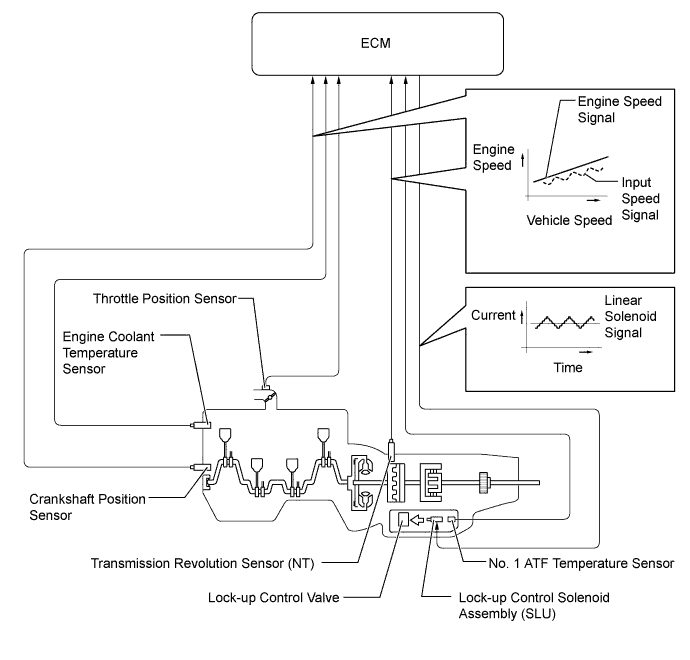 ECM
Engine Speed
Signal
Engine
Speed
Input
Speed
Signal
Vehicle Speed
Current
Linear
Solenoid
Signal
Time
Throttle Position Sensor
Engine Coolant
Temperature
Sensor
Crankshaft Position
Sensor
Transmission Revolution Sensor (NT)
No. 1 ATF Temperature Sensor
Lock-up Control Valve
Lock-up Control Solenoid
Assembly (SLU)